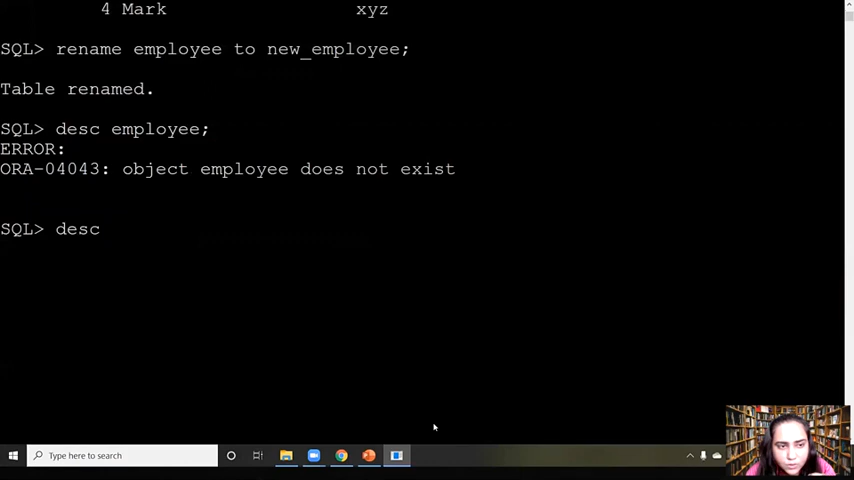 4 Mark xyz
SQL> rename employee to new_employee;
Table renamed.
SQL> desc employee;
ERROR:
ORA-04043: object employee does not exist
SQL> desc
Type here to search